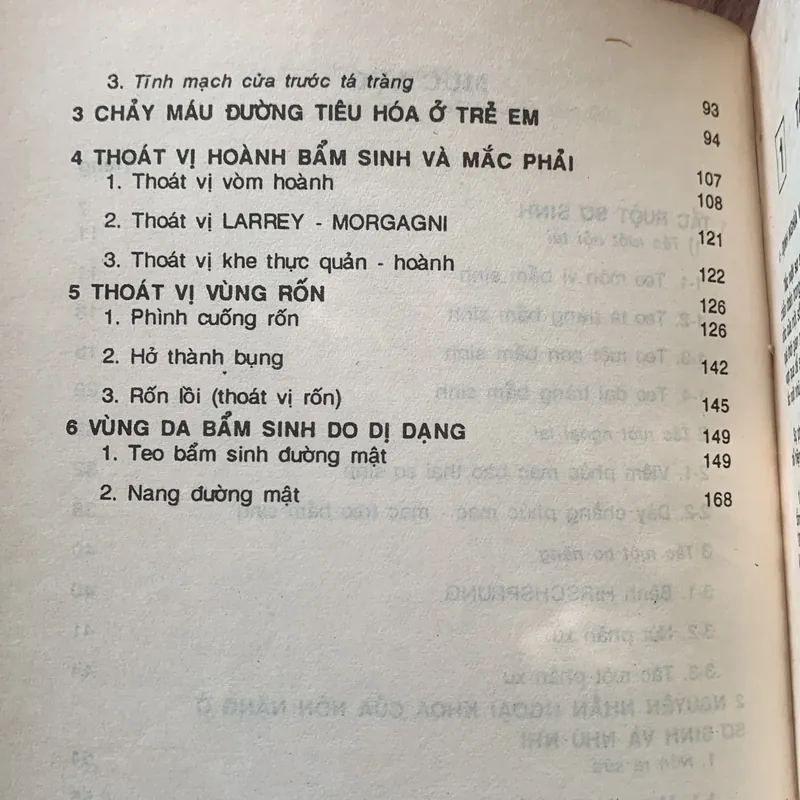 3. Tĩnh mạch cửa trước tá tràng 93
3 CHẢY MÁU ĐƯỜNG TIÊU HÓA Ở TRẺ EM 94
4 THOÁT VỊ HOÀNH BẨM SINH VÀ MẮC PHẢI 107
1. Thoát vị vòm hoành 108
2. Thoát vị LARREY - MORGAGNI 121
3. Thoát vị khe thực quản - hoành 122
5 THOÁT VỊ VÙNG RỐN 126
1. Phình cuống rốn 126
2. Hở thành bụng 142
3. Rốn lồi (thoát vị rốn) 145
6 VÙNG DA BẨM SINH DO DỊ DẠNG 149
1. Teo bẩm sinh đường mật 149
2. Nang đường mật 168
1